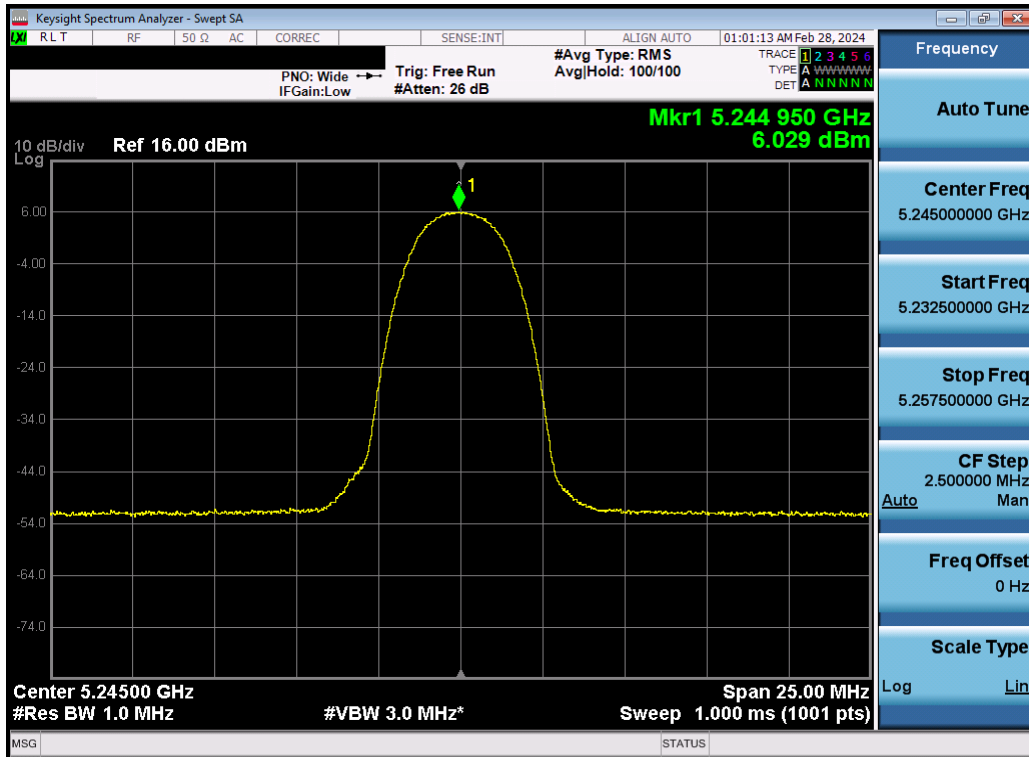 Keysight Spectrum Analyzer - Swept SA
LXI RLT RF 50 Ω AC CORREC SENSE:INT ALIGN AUTO 01:01:13 AM Feb 28, 2024
PNO: Wide
IFGain:Low
Trig: Free Run
#Atten: 26 dB
#Avg Type: RMS
Avg|Hold: 100/100
TRACE 1 2 3 4 5 6
TYPE A WWWWW
DET A N N N N N
Mkr1 5.244 950 GHz
6.029 dBm
10 dB/div
Log
Ref 16.00 dBm
1
6.00
-4.00
-14.0
-24.0
-34.0
-44.0
-54.0
-64.0
-74.0
Center 5.24500 GHz
#Res BW 1.0 MHz
#VBW 3.0 MHz*
Span 25.00 MHz
Sweep 1.000 ms (1001 pts)
MSG
STATUS
Frequency
Auto Tune
Center Freq
5.245000000 GHz
Start Freq
5.232500000 GHz
Stop Freq
5.257500000 GHz
CF Step
2.500000 MHz
Auto Man
Freq Offset
0 Hz
Scale Type
Log Lin